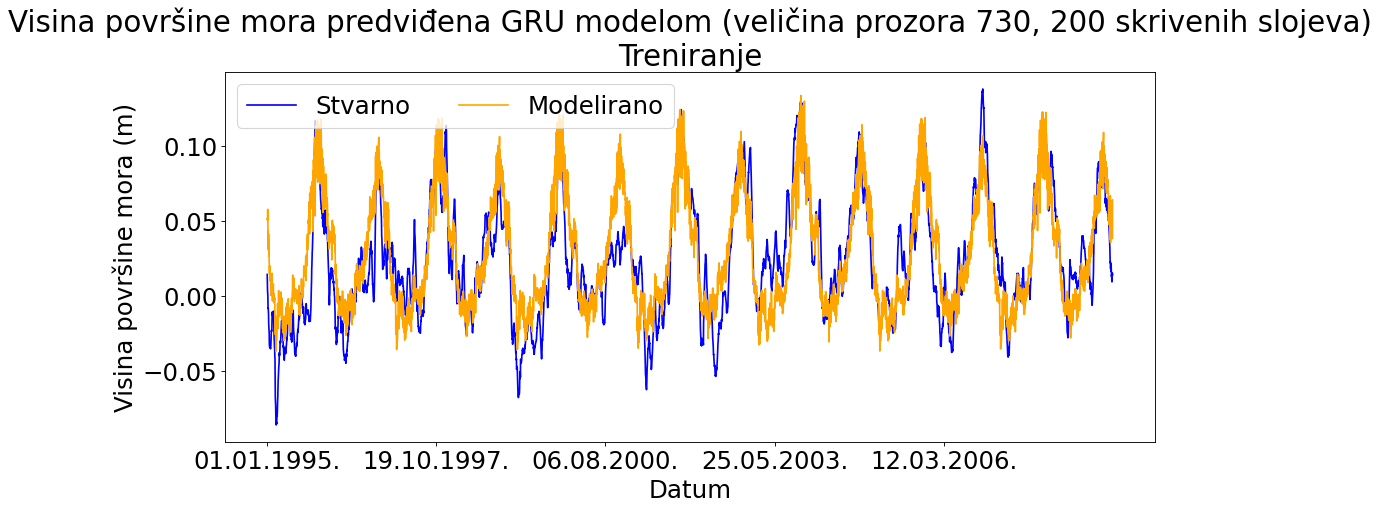 Visina površine mora predviđena GRU modelom (veličina prozora 730, 200 skrivenih slojeva)
Treniranje
Stvarno Modelirano
Visina površine mora (m)
0.10
0.05
0.00
−0.05
01.01.1995. 19.10.1997. 06.08.2000. 25.05.2003. 12.03.2006.
Datum